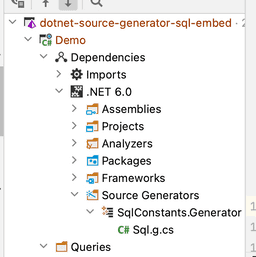 dotnet-source-generator-sql-embed
Demo
Dependencies
Imports
.NET 6.0
Assemblies
Projects
Analyzers
Packages
Frameworks
Source Generators
SqlConstants.Generator
C# Sql.g.cs
Queries